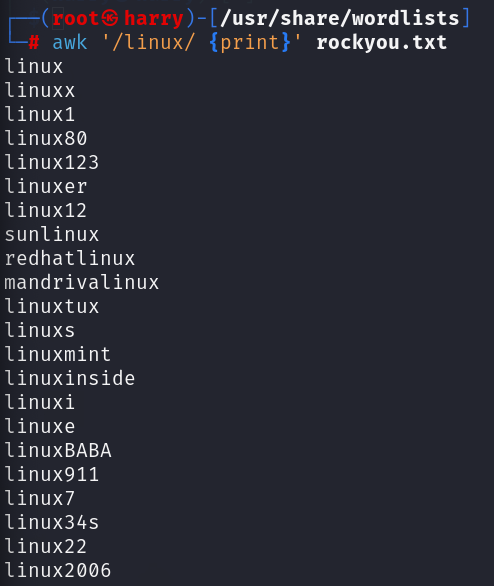 ┌──(root㉿harry)-[/usr/share/wordlists]
└─# awk '/linux/ {print}' rockyou.txt
linux
linuxx
linux1
linux80
linux123
linuxer
linux12
sunlinux
redhatlinux
mandrivalinux
linuxtux
linuxs
linuxmint
linuxinside
linuxi
linuxe
linuxBABA
linux911
linux7
linux34s
linux22
linux2006